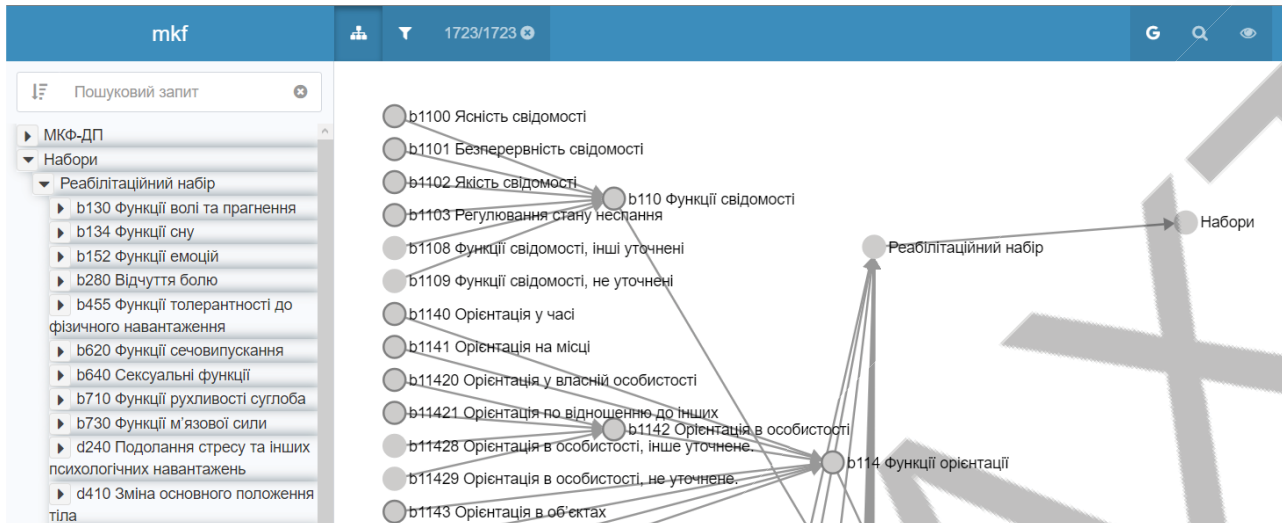 mkf
1723/1723
G
Пошуковий запит
МКФ-ДП
Набори
Реабілітаційний набір
b130 Функції волі та прагнення
b134 Функції сну
b152 Функції емоцій
b280 Відчуття болю
b455 Функції толерантності до
фізичного навантаження
b620 Функції сечовипускання
b640 Сексуальні функції
b710 Функції рухливості суглоба
b730 Функції м'язової сили
d240 Подолання стресу та інших
психологічних навантажень
d410 Зміна основного положення
тіла
b1100 Ясність свідомості
b1101 Безперервність свідомості
b1102 Якість свідомості
b110 Функції свідомості
b1103 Регулювання стану неспання
Набори
b1108 Функції свідомості, інші уточнені
Реабілітаційний набір
b1109 Функції свідомості, не уточнені
b1140 Орієнтація у часі
b1141 Орієнтація на місці
b11420 Орієнтація у власній особистості
b11421 Орієнтація по відношенню до інших
b1142 Орієнтація в особистості
b11428 Орієнтація в особистості, інше уточнене.
b114 Функції орієнтації
b11429 Орієнтація в особистості, не уточнене.
b1143 Орієнтація в об'єктах